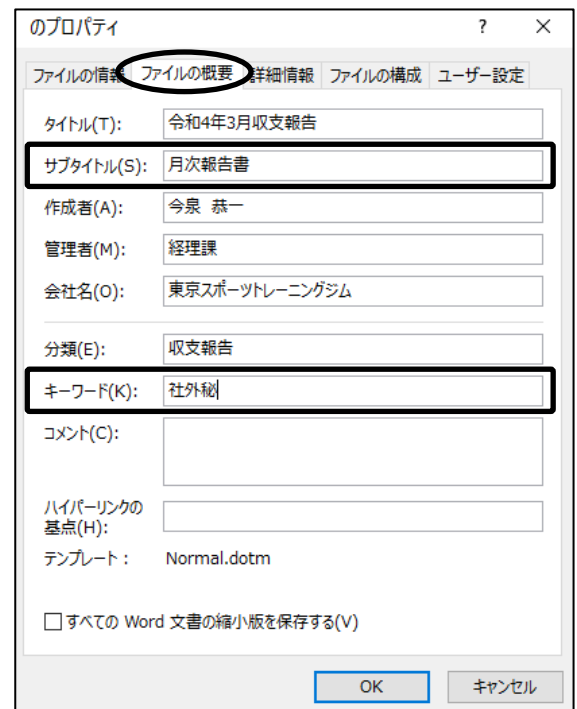 のプロパティ ? ×
ファイルの情報 ファイルの概要 詳細情報 ファイルの構成 ユーザー設定
タイトル(T): 令和4年3月収支報告
サブタイトル(S): 月次報告書
作成者(A): 今泉 恭一
管理者(M): 経理課
会社名(O): 東京スポーツトレーニングジム
分類(E): 収支報告
キーワード(K): 社外秘
コメント(C):
ハイパーリンクの
基点(H):
テンプレート: Normal.dotm
すべての Word 文書の縮小版を保存する(V)
OK キャンセル